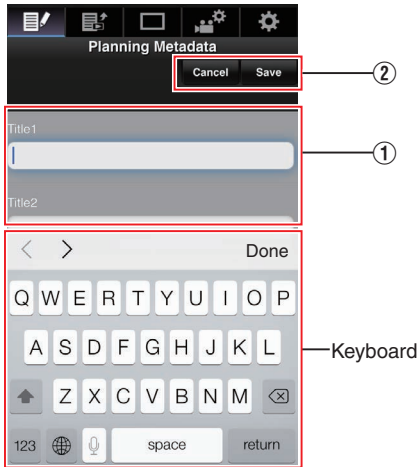 Planning Metadata
Cancel Save ②
Title1
①
Title2
Done
Q W E R T Y U I O P
A S D F G H J K L
Keyboard
Z X C V B N M
123 space return